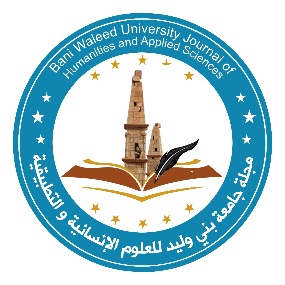 Bani Waleed University Journal of
Humanities and Applied Sciences
مجلة جامعة بني وليد للعلوم الإنسانية و التطبيقية